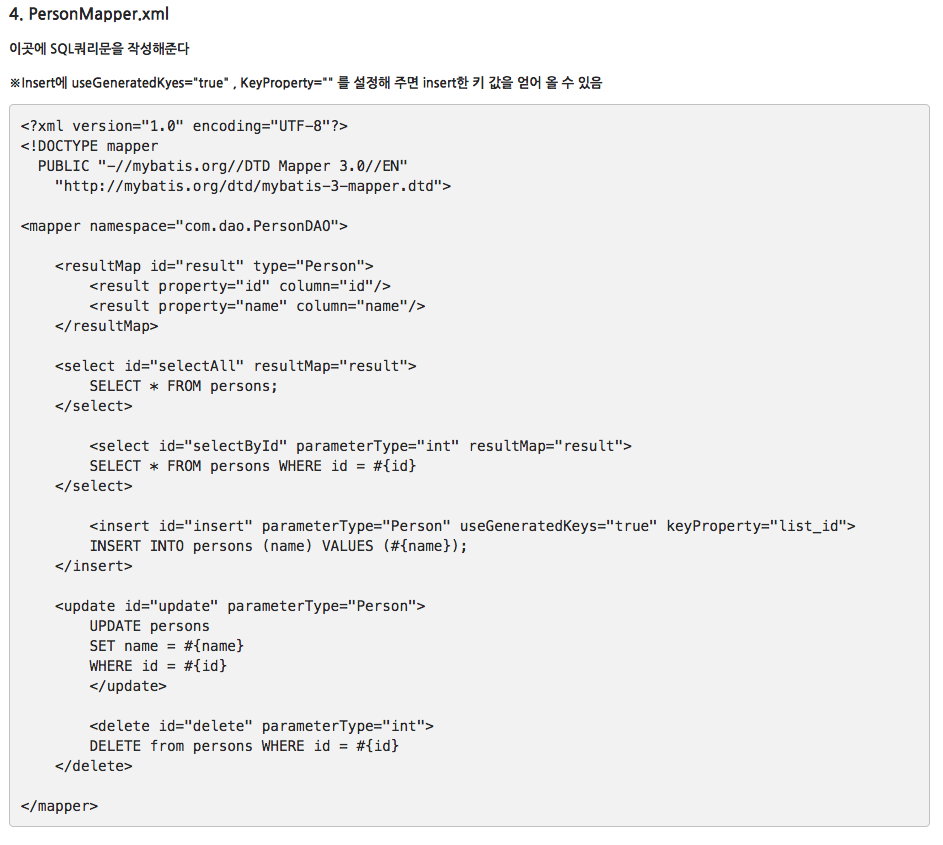 4. PersonMapper.xml
이곳에 SQL쿼리문을 작성해준다
※Insert에 useGeneratedKyes="true" , KeyProperty="" 를 설정해 주면 insert한 키 값을 얻어 올 수 있음
<?xml version="1.0" encoding="UTF-8"?>
<!DOCTYPE mapper
  PUBLIC "-//mybatis.org//DTD Mapper 3.0//EN"
    "http://mybatis.org/dtd/mybatis-3-mapper.dtd">
<mapper namespace="com.dao.PersonDAO">
    <resultMap id="result" type="Person">
        <result property="id" column="id"/>
        <result property="name" column="name"/>
    </resultMap>
    <select id="selectAll" resultMap="result">
        SELECT * FROM persons;
    </select>
        <select id="selectById" parameterType="int" resultMap="result">
        SELECT * FROM persons WHERE id = #{id}
    </select>
        <insert id="insert" parameterType="Person" useGeneratedKeys="true" keyProperty="list_id">
        INSERT INTO persons (name) VALUES (#{name});
    </insert>
    <update id="update" parameterType="Person">
        UPDATE persons
        SET name = #{name}
        WHERE id = #{id}
        </update>
        <delete id="delete" parameterType="int">
        DELETE from persons WHERE id = #{id}
    </delete>
</mapper>